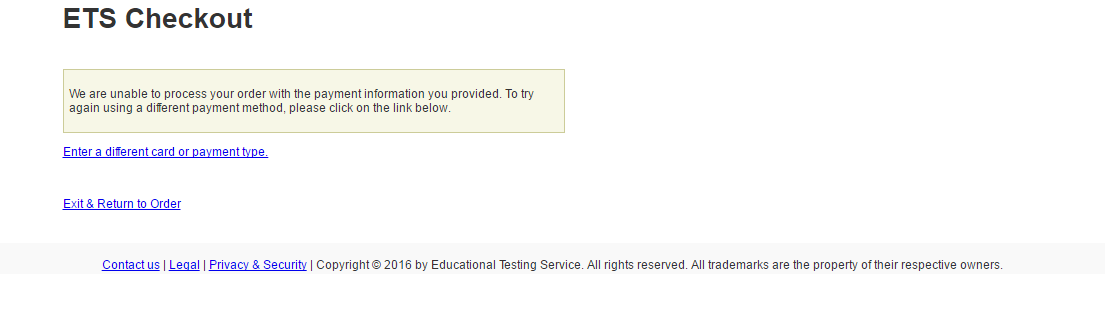 ETS Checkout
We are unable to process your order with the payment information you provided. To try
again using a different payment method, please click on the link below.
Enter a different card or payment type.
Exit & Return to Order
Contact us | Legal | Privacy & Security | Copyright © 2016 by Educational Testing Service. All rights reserved. All trademarks are the property of their respective owners.